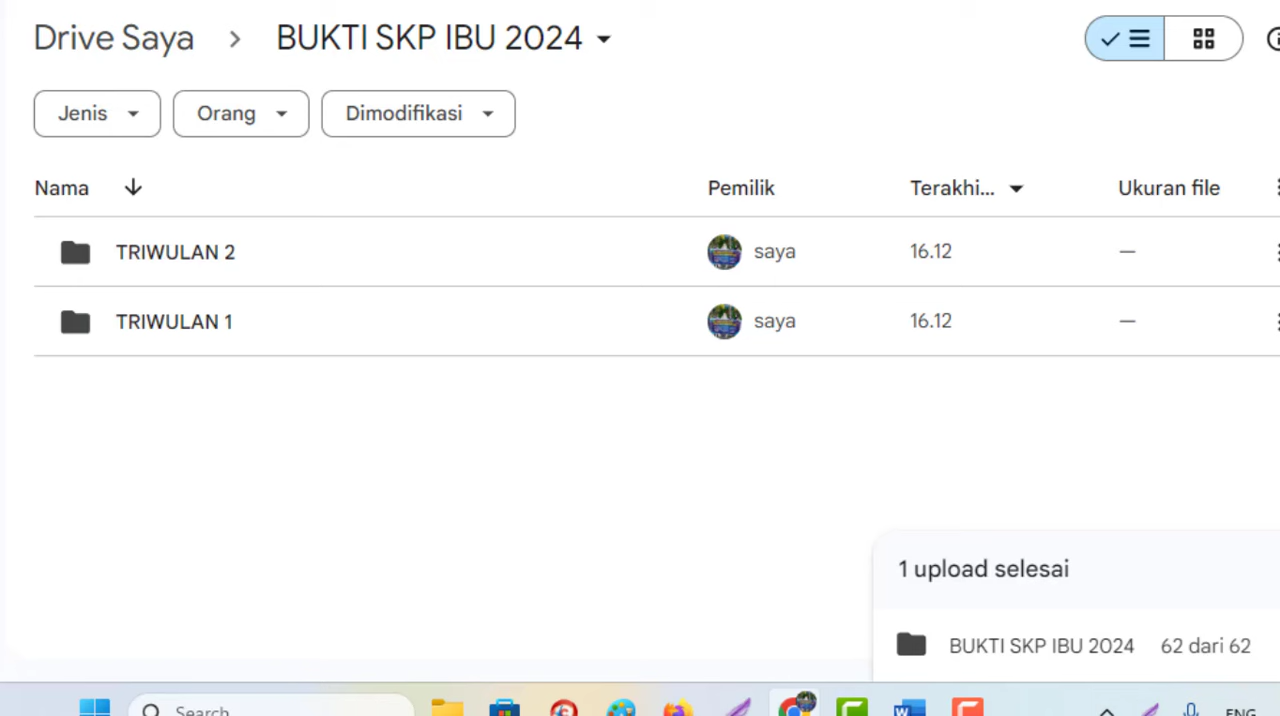 Drive Saya > BUKTI SKP IBU 2024
Jenis Orang Dimodifikasi
Nama Pemilik Terakhi... Ukuran file
TRIWULAN 2 saya 16.12 —
TRIWULAN 1 saya 16.12 —
1 upload selesai
BUKTI SKP IBU 2024 62 dari 62
Search ENG